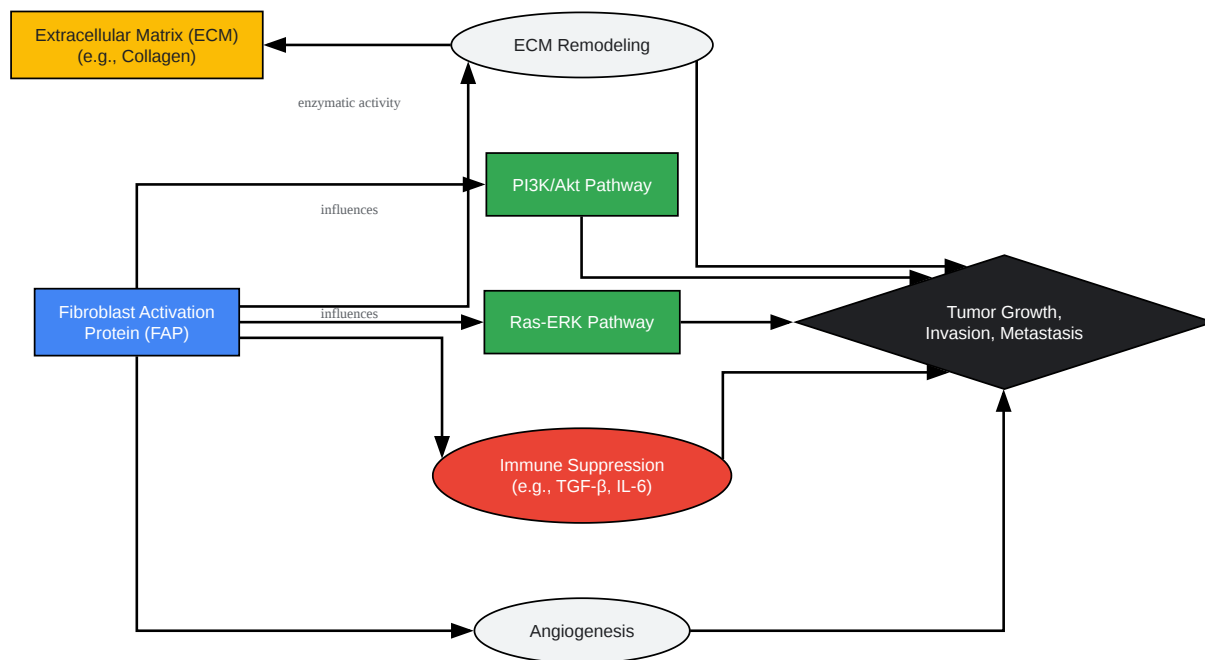 Extracellular Matrix (ECM)
(e.g., Collagen)
ECM Remodeling
enzymatic activity
PI3K/Akt Pathway
influences
Fibroblast Activation
Protein (FAP)
influences
Ras-ERK Pathway
Tumor Growth,
Invasion, Metastasis
Immune Suppression
(e.g., TGF-β, IL-6)
Angiogenesis